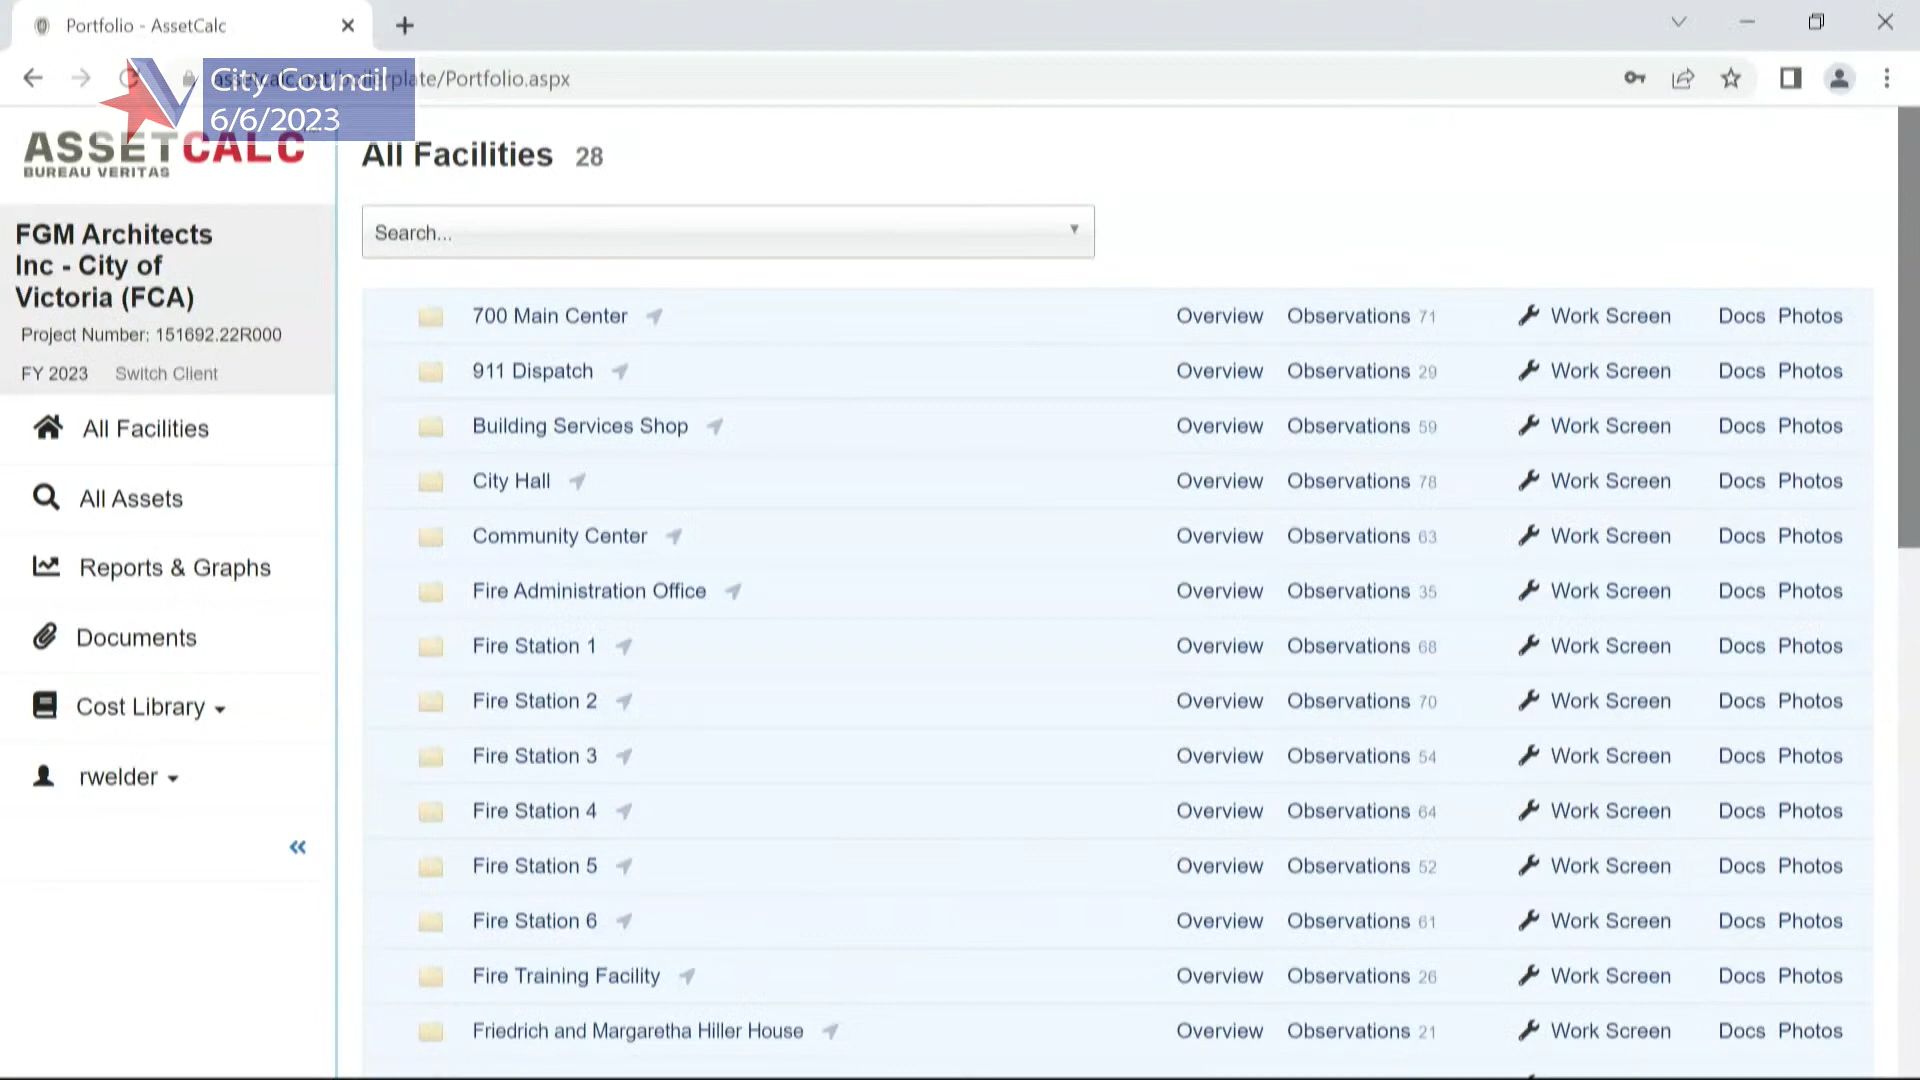 Portfolio - AssetCalc
City Council
6/6/2023
plate/Portfolio.aspx
ASSETCALC
BUREAU VERITAS
FGM Architects
Inc - City of
Victoria (FCA)
Project Number: 151692.22R000
FY 2023 Switch Client
All Facilities
All Assets
Reports & Graphs
Documents
Cost Library
rwelder
All Facilities 28
Search...
700 Main Center Overview Observations 71 Work Screen Docs Photos
911 Dispatch Overview Observations 29 Work Screen Docs Photos
Building Services Shop Overview Observations 59 Work Screen Docs Photos
City Hall Overview Observations 78 Work Screen Docs Photos
Community Center Overview Observations 63 Work Screen Docs Photos
Fire Administration Office Overview Observations 35 Work Screen Docs Photos
Fire Station 1 Overview Observations 68 Work Screen Docs Photos
Fire Station 2 Overview Observations 70 Work Screen Docs Photos
Fire Station 3 Overview Observations 54 Work Screen Docs Photos
Fire Station 4 Overview Observations 64 Work Screen Docs Photos
Fire Station 5 Overview Observations 52 Work Screen Docs Photos
Fire Station 6 Overview Observations 61 Work Screen Docs Photos
Fire Training Facility Overview Observations 26 Work Screen Docs Photos
Friedrich and Margaretha Hiller House Overview Observations 21 Work Screen Docs Photos